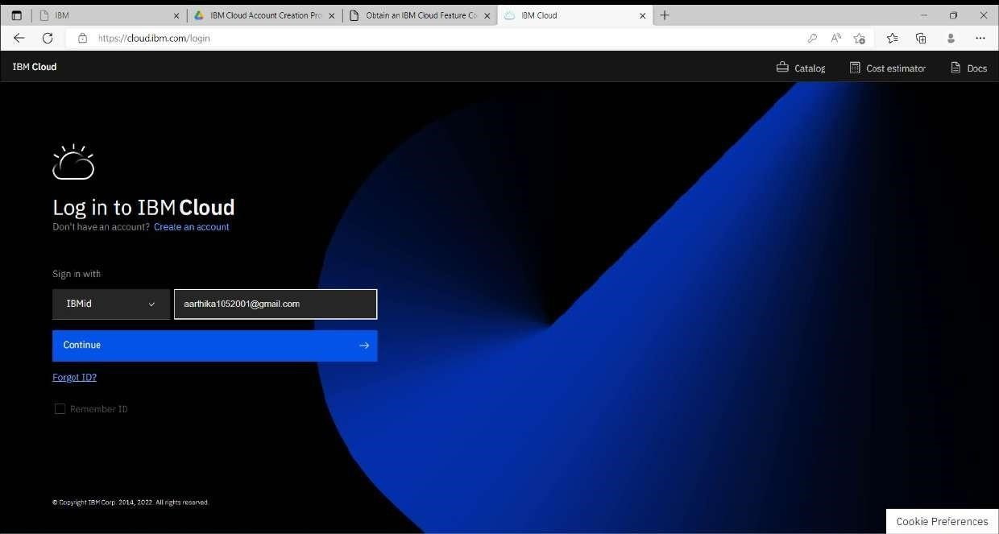 IBM
IBM Cloud Account Creation Pro
Obtain an IBM Cloud Feature Co
IBM Cloud
https://cloud.ibm.com/login
IBM Cloud
Catalog
Cost estimator
Docs
Log in to IBM Cloud
Don't have an account? Create an account
Sign in with
IBMid
aarthika1052001@gmail.com
Continue
Forgot ID?
Remember ID
© Copyright IBM Corp. 2014, 2022. All rights reserved.
Cookie Preferences